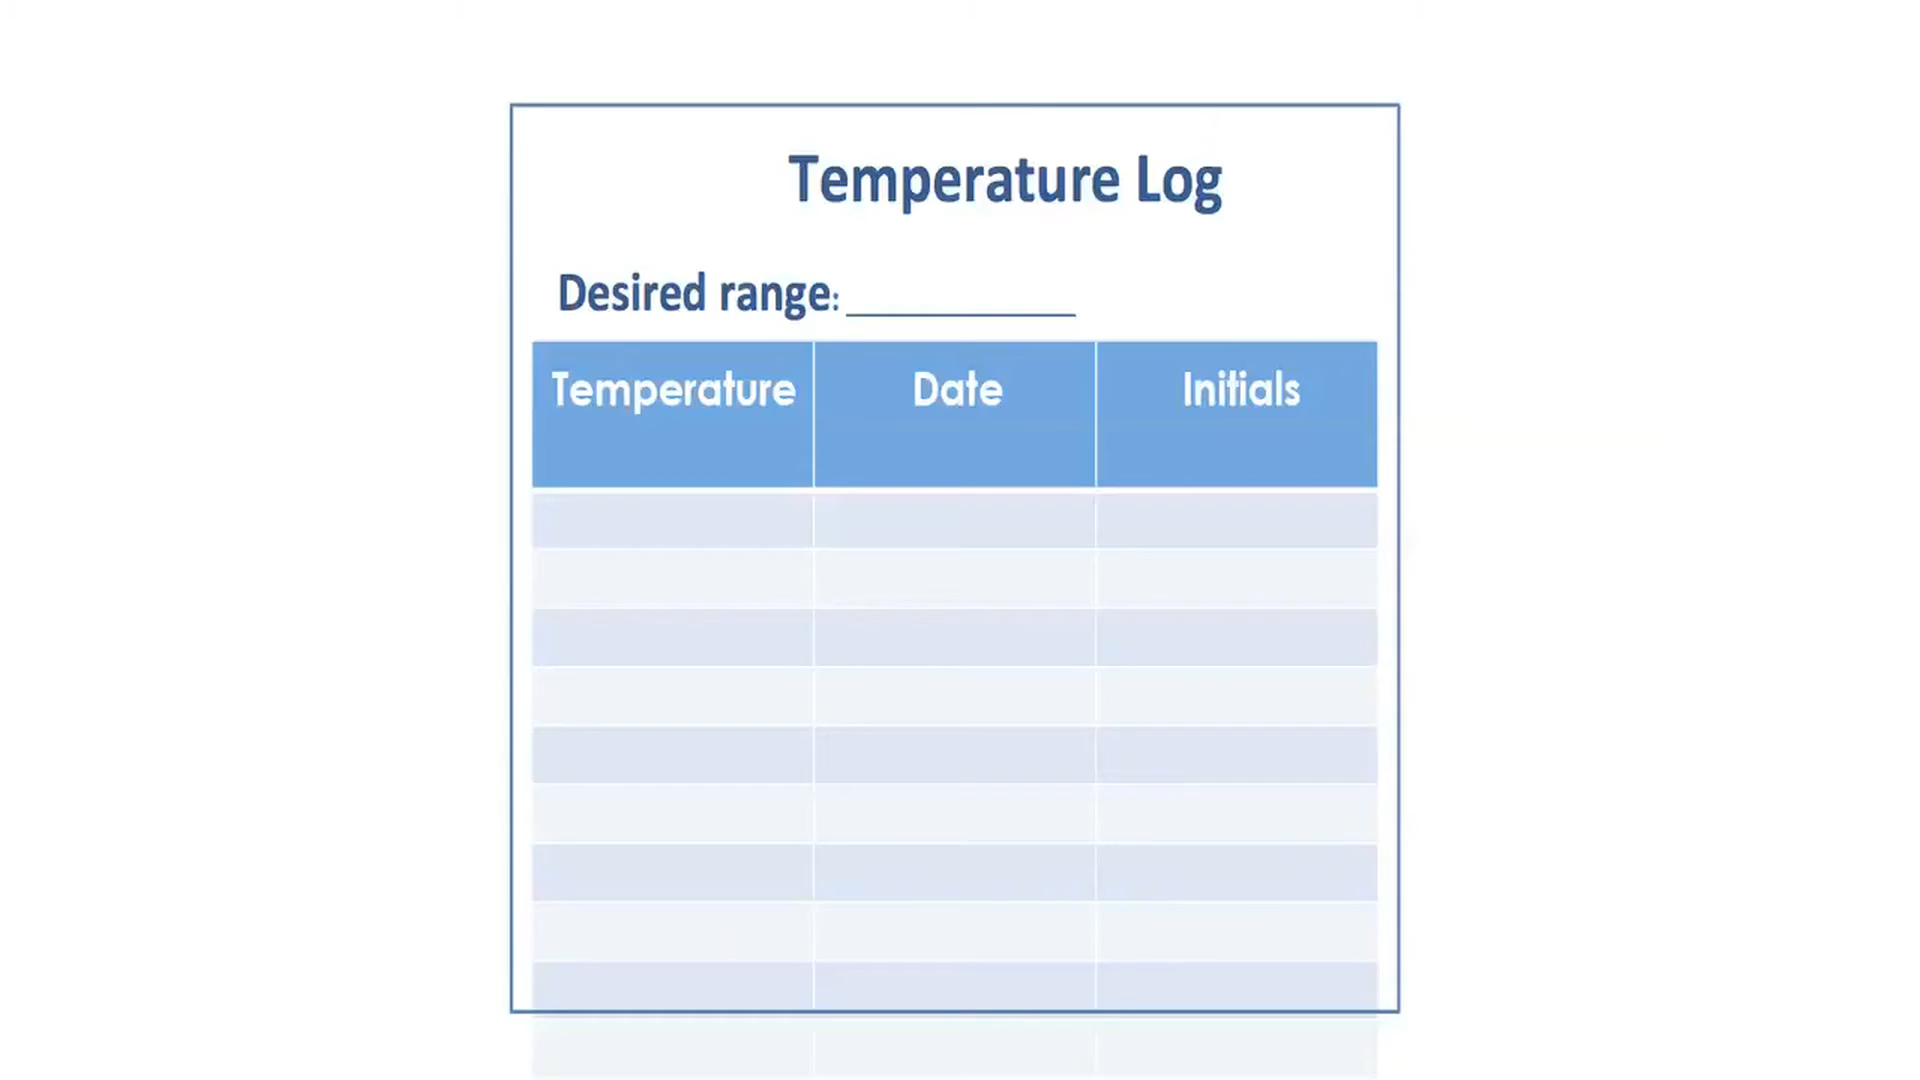 Temperature Log
Desired range: ___________
Temperature Date Initials